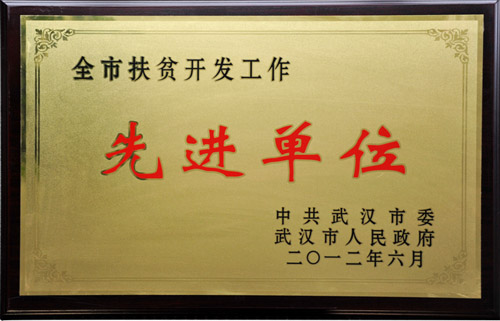 全市扶贫开发工作
先进单位
中共武汉市委
武汉市人民政府
二〇一二年六月